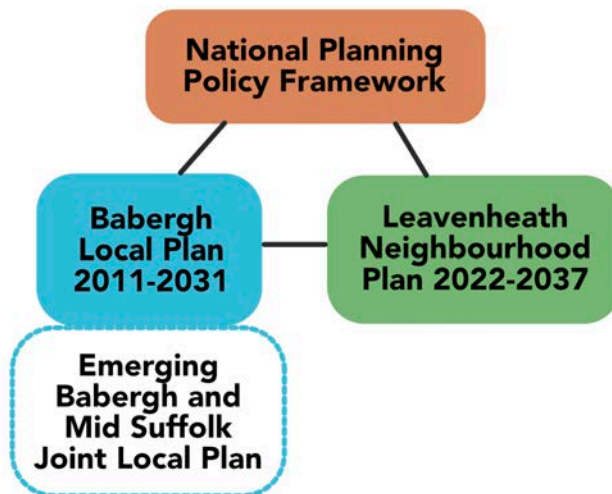 National Planning
Policy Framework
Babergh
Local Plan
2011-2031
Leavenheath
Neighbourhood
Plan 2022-2037
Emerging
Babergh and
Mid Suffolk
Joint Local Plan